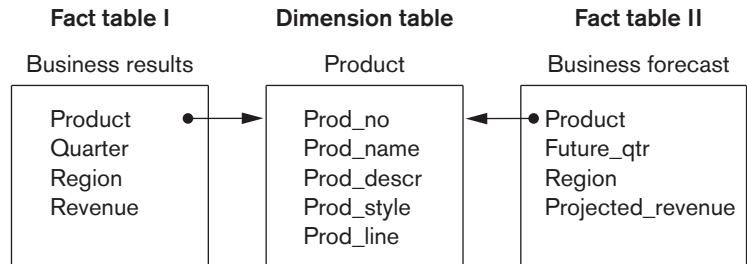 Fact table I
Dimension table
Fact table II
Business results
Product
Business forecast
Product
Quarter
Region
Revenue
Prod_no
Prod_name
Prod_descr
Prod_style
Prod_line
Product
Future_qtr
Region
Projected_revenue